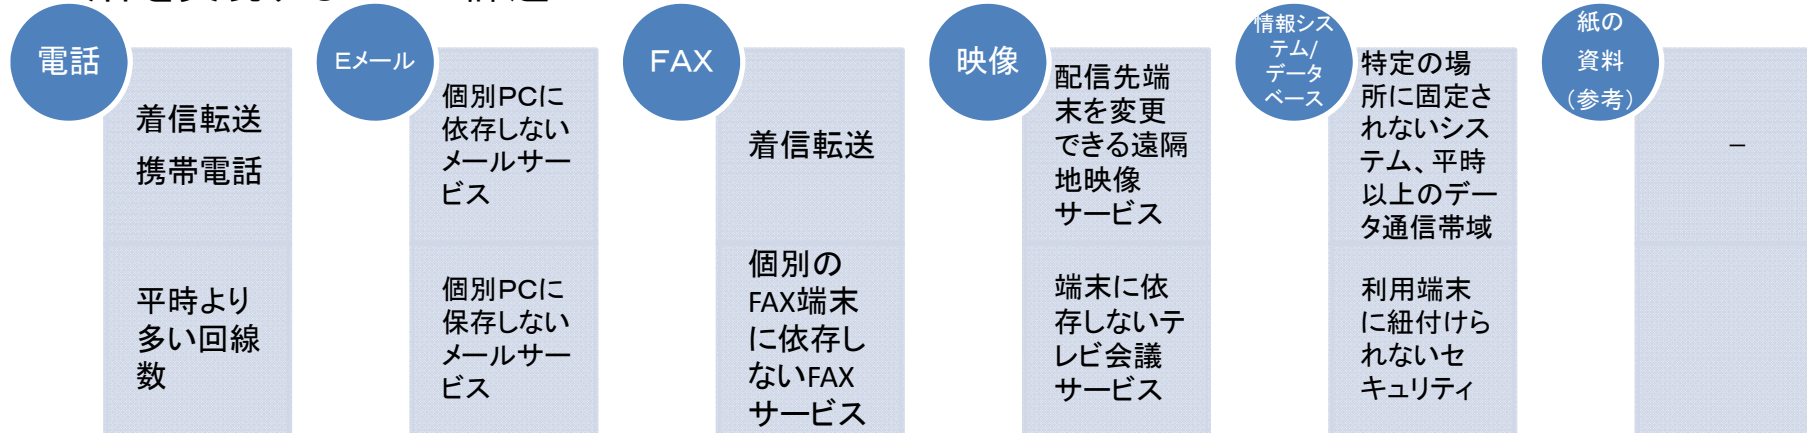 電話
着信転送
携帯電話
平時より
多い回線
数
Eメール
個別PCに
依存しない
メールサー
ビス
個別PCに
保存しない
メールサー
ビス
FAX
着信転送
個別の
FAX端末
に依存し
ないFAX
サービス
映像
配信先端
末を変更
できる遠隔
地映像
サービス
端末に依
存しないテ
レビ会議
サービス
情報シス
テム/
データ
ベース
特定の場
所に固定さ
れないシス
テム、平時
以上のデー
タ通信帯域
利用端末
に紐付けら
れないセ
キュリティ
紙の
資料
(参考)
–